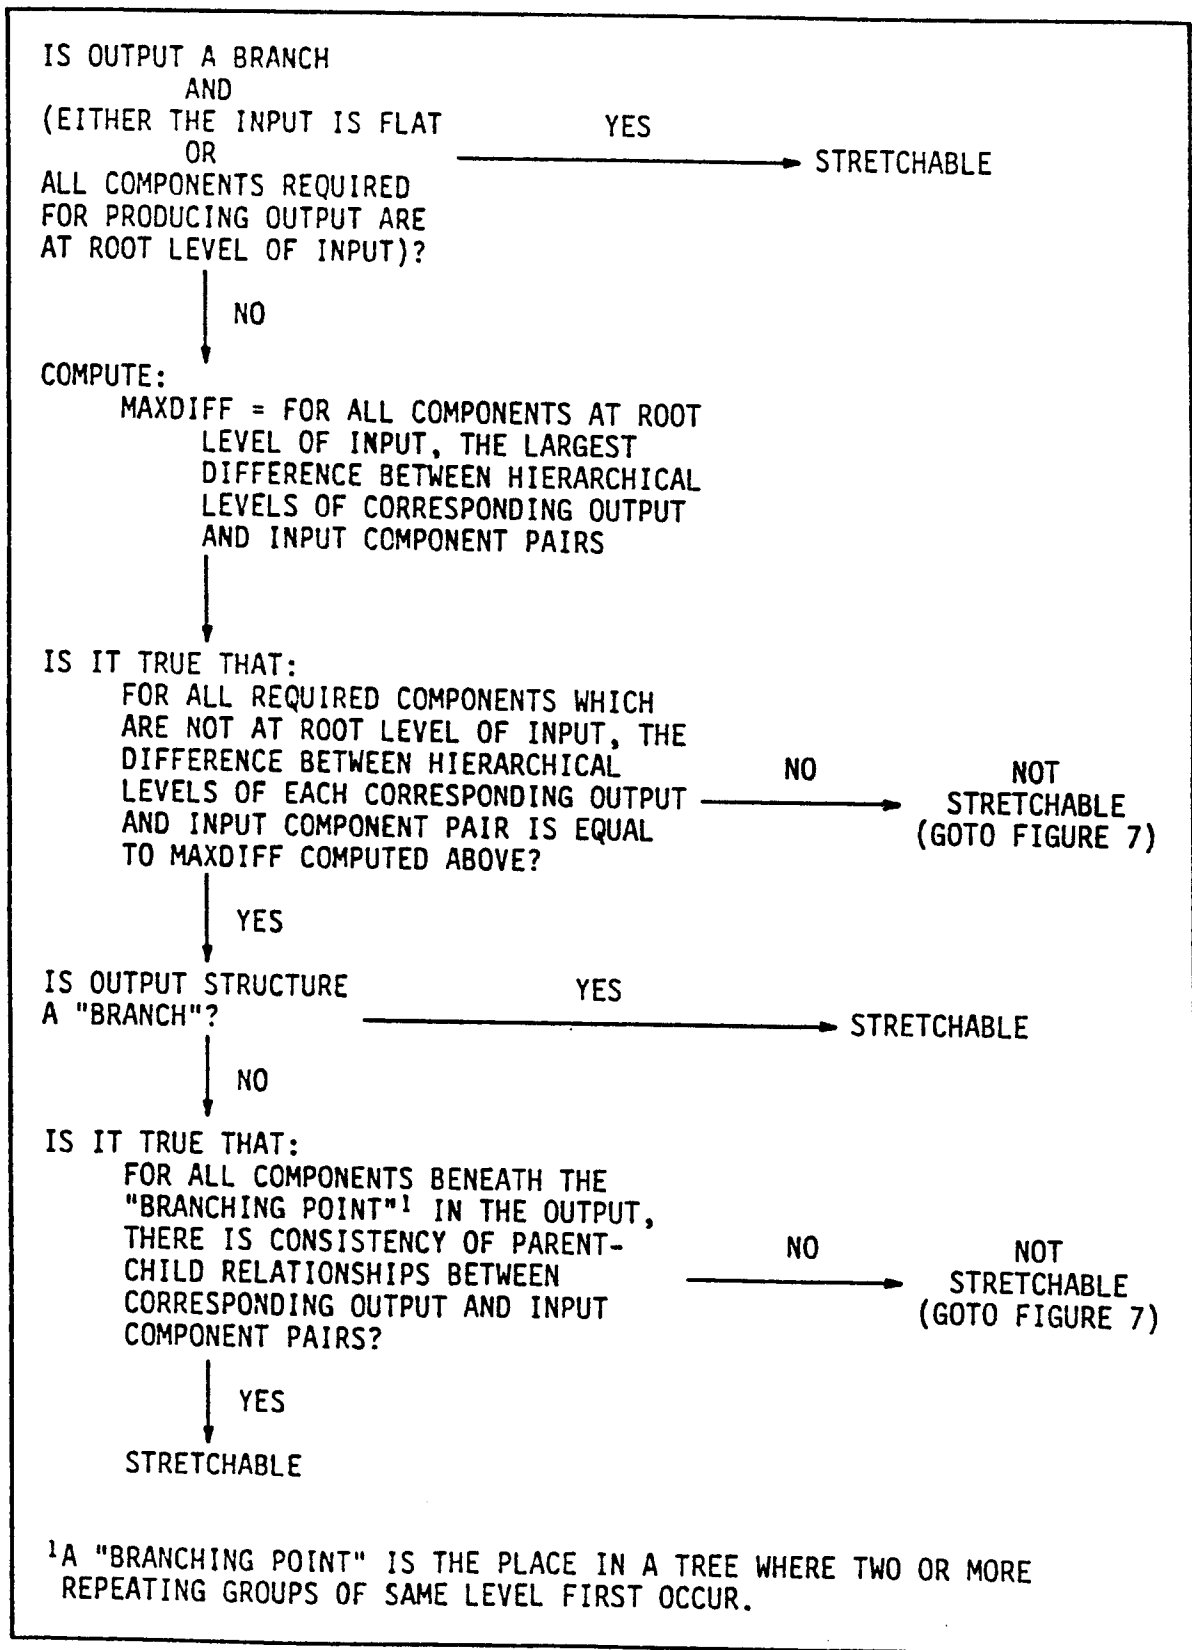 IS OUTPUT A BRANCH
AND
(EITHER THE INPUT IS FLAT
OR
ALL COMPONENTS REQUIRED
FOR PRODUCING OUTPUT ARE
AT ROOT LEVEL OF INPUT)?
YES
STRETCHABLE
NO
COMPUTE:
MAXDIFF = FOR ALL COMPONENTS AT ROOT
LEVEL OF INPUT, THE LARGEST
DIFFERENCE BETWEEN HIERARCHICAL
LEVELS OF CORRESPONDING OUTPUT
AND INPUT COMPONENT PAIRS
IS IT TRUE THAT:
FOR ALL REQUIRED COMPONENTS WHICH
ARE NOT AT ROOT LEVEL OF INPUT, THE
DIFFERENCE BETWEEN HIERARCHICAL
LEVELS OF EACH CORRESPONDING OUTPUT
AND INPUT COMPONENT PAIR IS EQUAL
TO MAXDIFF COMPUTED ABOVE?
NO
NOT
STRETCHABLE
(GOTO FIGURE 7)
YES
IS OUTPUT STRUCTURE
A "BRANCH"?
YES
STRETCHABLE
NO
IS IT TRUE THAT:
FOR ALL COMPONENTS BENEATH THE
"BRANCHING POINT"¹ IN THE OUTPUT,
THERE IS CONSISTENCY OF PARENT-
CHILD RELATIONSHIPS BETWEEN
CORRESPONDING OUTPUT AND INPUT
COMPONENT PAIRS?
NO
NOT
STRETCHABLE
(GOTO FIGURE 7)
YES
STRETCHABLE
¹A "BRANCHING POINT" IS THE PLACE IN A TREE WHERE TWO OR MORE
REPEATING GROUPS OF SAME LEVEL FIRST OCCUR.